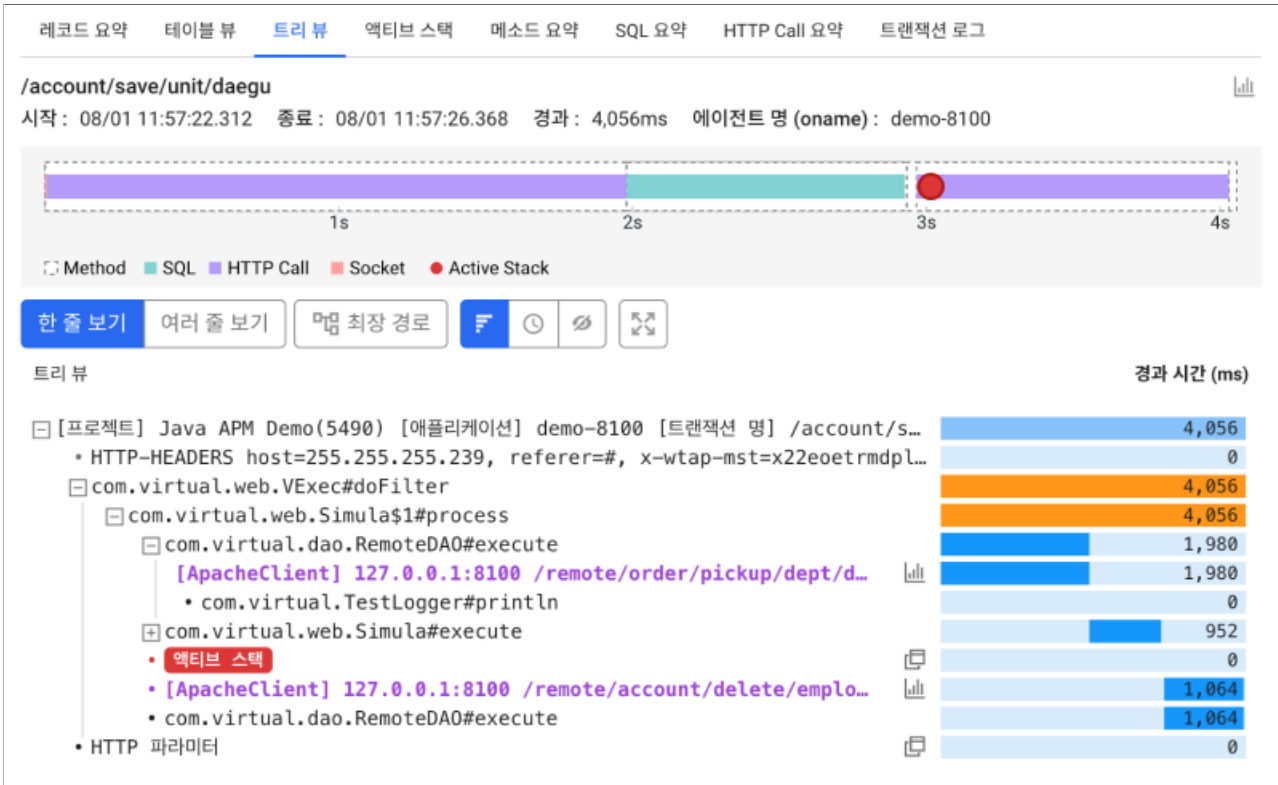 레코드 요약 테이블 뷰 트리 뷰 액티브 스택 메소드 요약 SQL 요약 HTTP Call 요약 트랜잭션 로그
/account/save/unit/daegu
시작 : 08/01 11:57:22.312 종료 : 08/01 11:57:26.368 경과 : 4,056ms 에이전트 명 (oname) : demo-8100
1s 2s 3s 4s
Method SQL HTTP Call Socket Active Stack
한 줄 보기 여러 줄 보기 최장 경로
트리 뷰 경과 시간 (ms)
[프로젝트] Java APM Demo(5490) [애플리케이션] demo-8100 [트랜잭션 명] /account/s… 4,056
HTTP-HEADERS host=255.255.255.239, referer=#, x-wtap-mst=x22eoetrmdpl… 0
com.virtual.web.VExec#doFilter 4,056
com.virtual.web.Simula$1#process 4,056
com.virtual.dao.RemoteDAO#execute 1,980
[ApacheClient] 127.0.0.1:8100 /remote/order/pickup/dept/d… 1,980
com.virtual.TestLogger#println 0
com.virtual.web.Simula#execute 952
액티브 스택 0
[ApacheClient] 127.0.0.1:8100 /remote/account/delete/emplo… 1,064
com.virtual.dao.RemoteDAO#execute 1,064
HTTP 파라미터 0